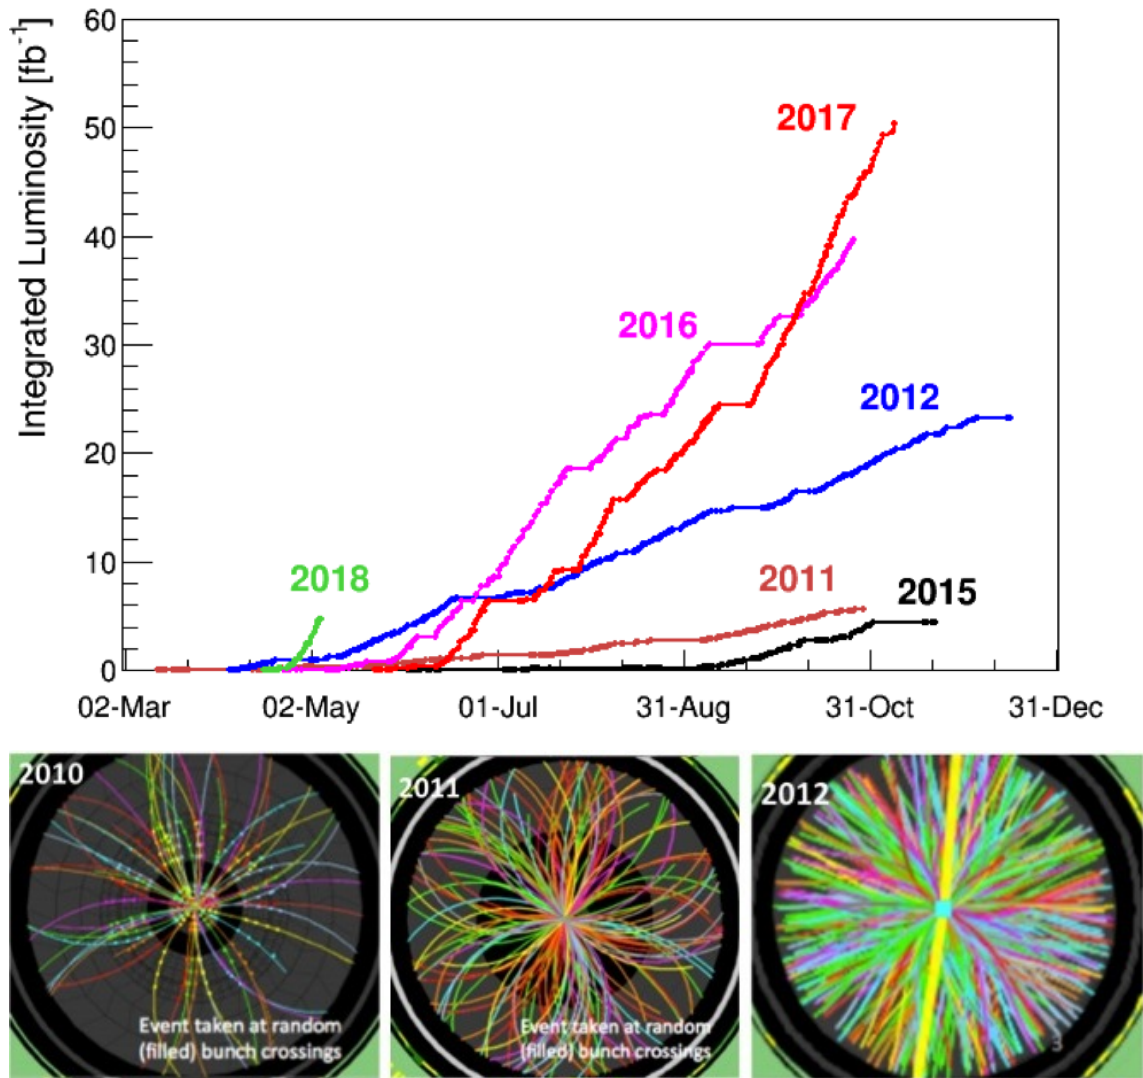 Integrated Luminosity [fb⁻¹]
60
50
40
30
20
10
0
2017
2016
2012
2018
2011
2015
02-Mar 02-May 01-Jul 31-Aug 31-Oct 31-Dec
2010
Event taken at random
(filled) bunch crossings
2011
Event taken at random
(filled) bunch crossings
2012
3